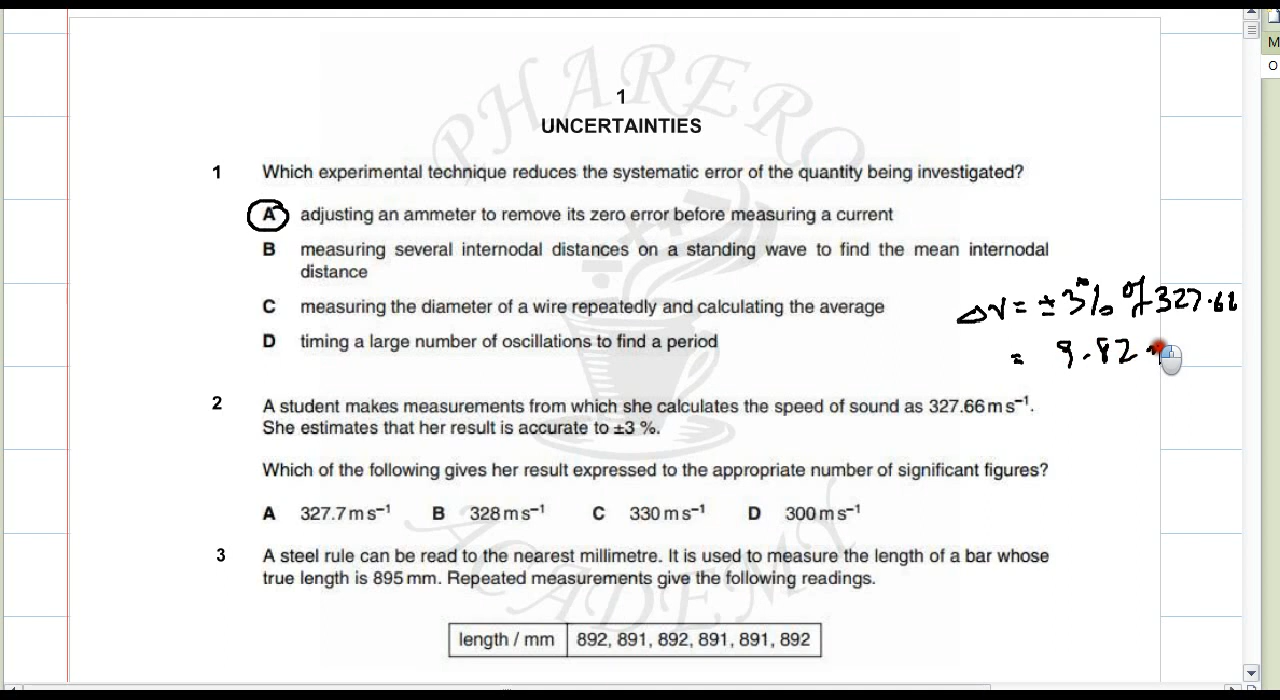 PHARERO
ACADEMY
1
UNCERTAINTIES
1 Which experimental technique reduces the systematic error of the quantity being investigated?
A adjusting an ammeter to remove its zero error before measuring a current
B measuring several internodal distances on a standing wave to find the mean internodal
distance
C measuring the diameter of a wire repeatedly and calculating the average
D timing a large number of oscillations to find a period
ΔV = ±3% of 327.66
= 9.82
2 A student makes measurements from which she calculates the speed of sound as 327.66 m s⁻¹.
She estimates that her result is accurate to ±3 %.
Which of the following gives her result expressed to the appropriate number of significant figures?
A 327.7 m s⁻¹ B 328 m s⁻¹ C 330 m s⁻¹ D 300 m s⁻¹
3 A steel rule can be read to the nearest millimetre. It is used to measure the length of a bar whose
true length is 895 mm. Repeated measurements give the following readings.
length / mm 892, 891, 892, 891, 891, 892
M
O